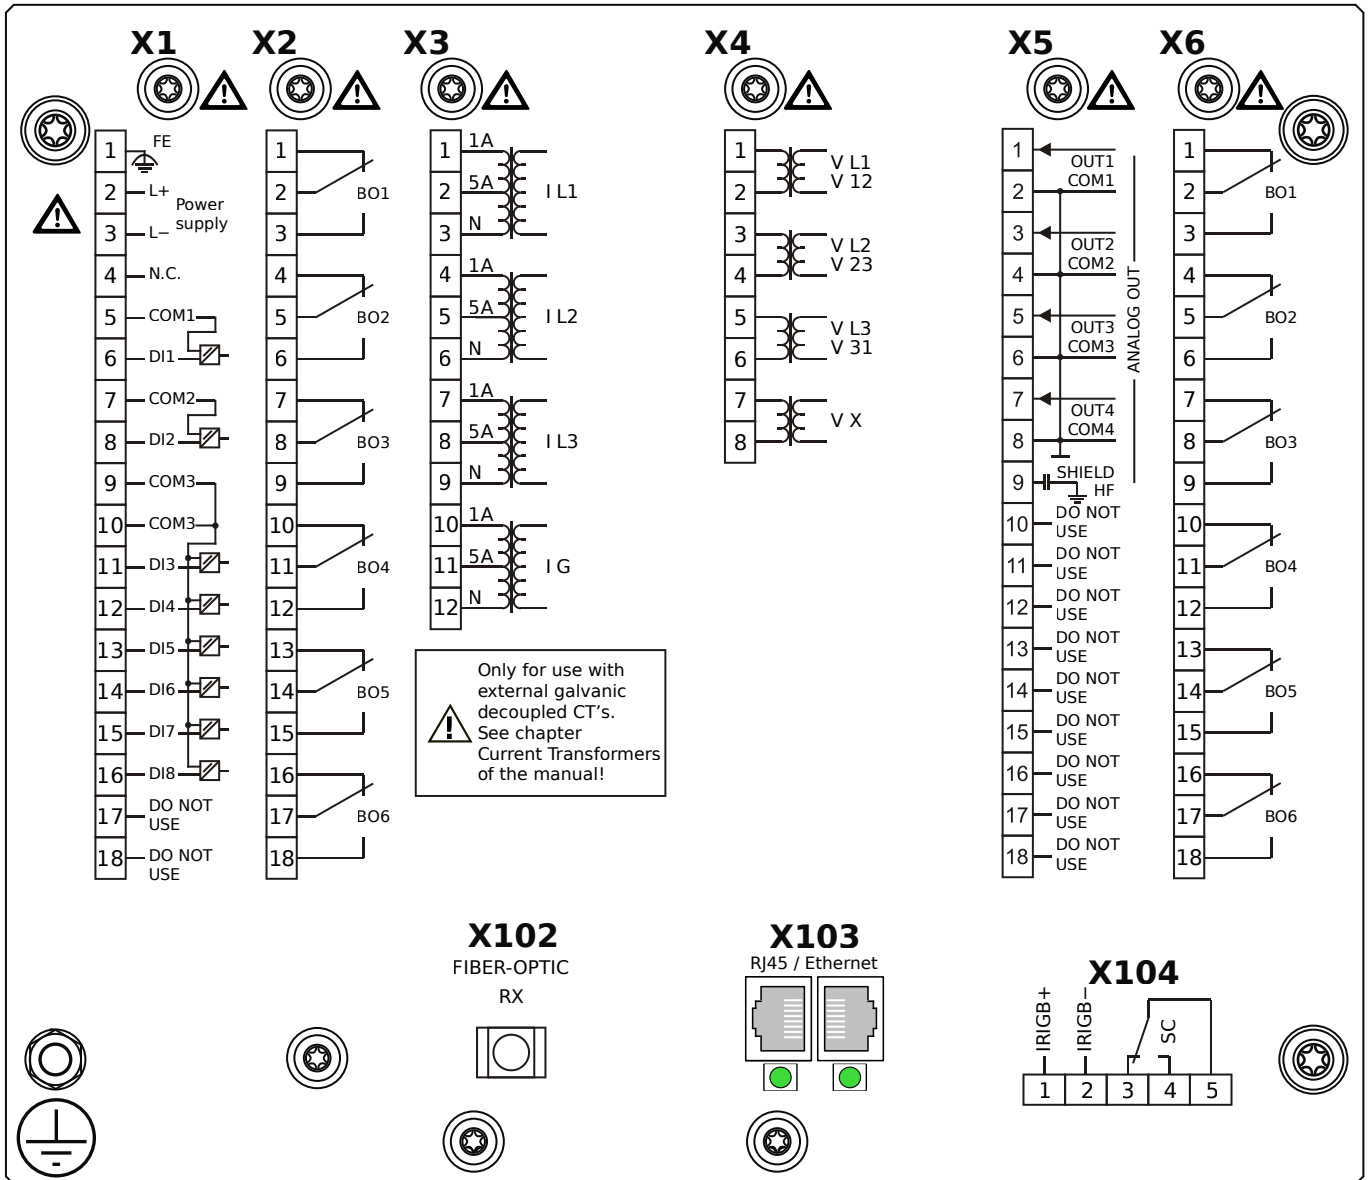 X1
X2
X3
X4
X5
X6
1 FE
2 L+
Power
supply
3 L–
4 N.C.
5 COM1
6 DI1
7 COM2
8 DI2
9 COM3
10 COM3
11 DI3
12 DI4
13 DI5
14 DI6
15 DI7
16 DI8
17 DO NOT
USE
18 DO NOT
USE
1
2 BO1
3
4
5 BO2
6
7
8 BO3
9
10
11 BO4
12
13
14 BO5
15
16
17 BO6
18
1 1A
2 5A I L1
3 N
4 1A
5 5A I L2
6 N
7 1A
8 5A I L3
9 N
10 1A
11 5A I G
12 N
Only for use with
external galvanic
decoupled CT's.
See chapter
Current Transformers
of the manual!
1 V L1
2 V 12
3 V L2
4 V 23
5 V L3
6 V 31
7 V X
8
1 OUT1
2 COM1
3 OUT2
4 COM2
5 OUT3
6 COM3
7 OUT4
8 COM4
ANALOG OUT
9 SHIELD
HF
10 DO NOT
USE
11 DO NOT
USE
12 DO NOT
USE
13 DO NOT
USE
14 DO NOT
USE
15 DO NOT
USE
16 DO NOT
USE
17 DO NOT
USE
18 DO NOT
USE
1
2 BO1
3
4
5 BO2
6
7
8 BO3
9
10
11 BO4
12
13
14 BO5
15
16
17 BO6
18
X102
FIBER-OPTIC
RX
X103
RJ45 / Ethernet
X104
IRIGB+
IRIGB–
SC
1 2 3 4 5